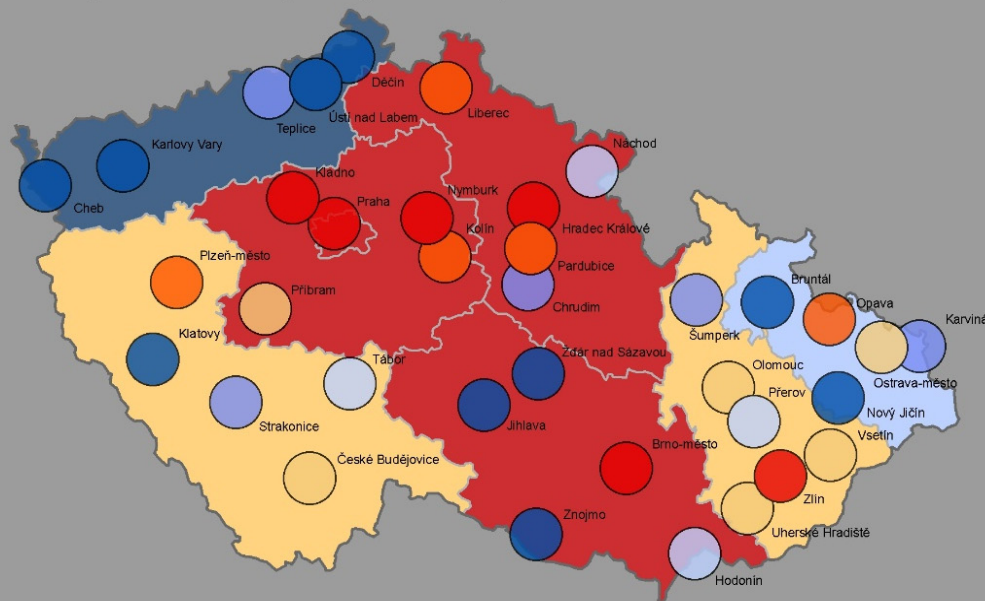 Děčín
Ústí nad Labem
Teplice
Liberec
Karlovy Vary
Náchod
Cheb
Kladno
Praha
Nymburk
Kolín
Hradec Králové
Pardubice
Chrudim
Plzeň-město
Příbram
Bruntál
Opava
Karviná
Šumperk
Klatovy
Tábor
Žďár nad Sázavou
Ostrava-město
Olomouc
Přerov
Nový Jičín
Strakonice
Jihlava
Vsetín
Brno-město
České Budějovice
Zlín
Znojmo
Uherské Hradiště
Hodonín